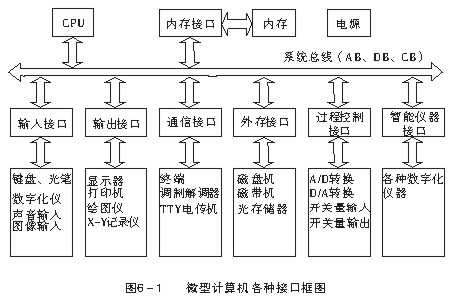 CPU
内存接口
内存
电源
系统总线（AB、DB、CB）
输入接口
输出接口
通信接口
外存接口
过程控制
接口
智能仪器
接口
键盘、光笔
数字化仪
声音输入
图像输入
显示器
打印机
绘图仪
X-Y记录仪
终端
调制解调器
TTY电传机
磁盘机
磁带机
光存储器
A/D转换
D/A转换
开关量输入
开关量输出
各种数字化
仪器
图6-1 微型计算机各种接口框图